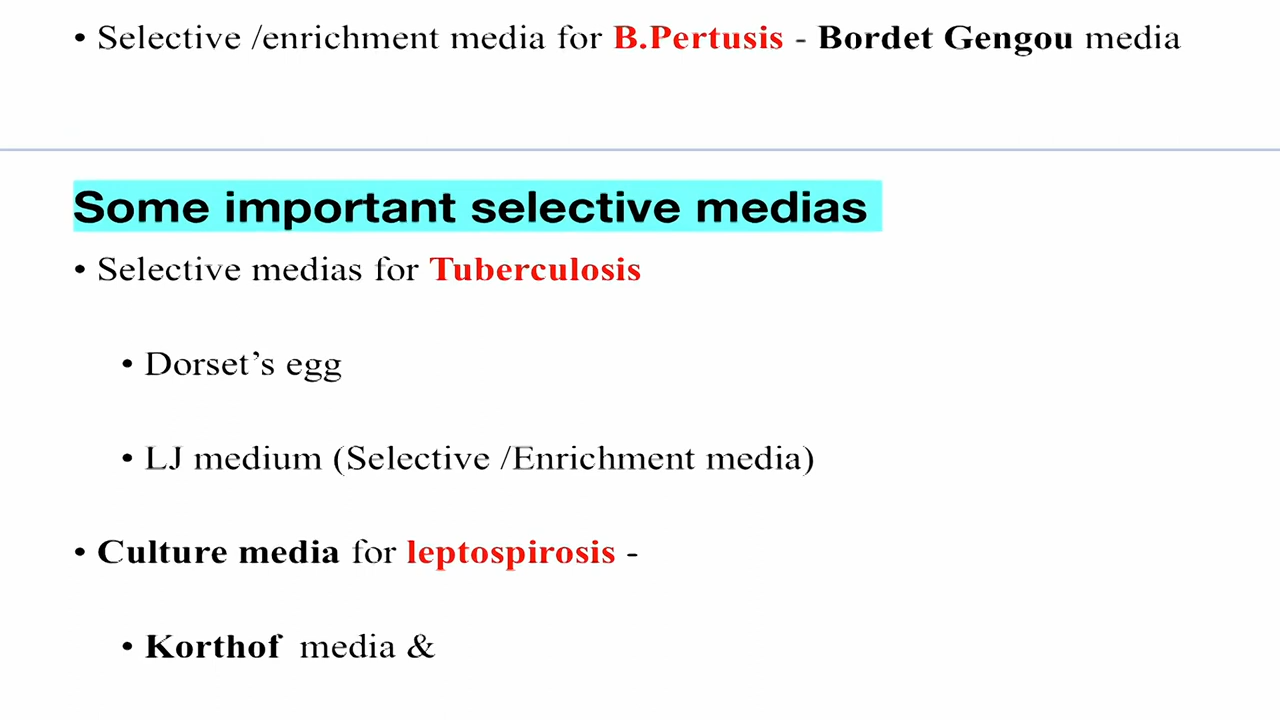 • Selective /enrichment media for B.Pertusis - Bordet Gengou media
Some important selective medias
• Selective medias for Tuberculosis
• Dorset’s egg
• LJ medium (Selective /Enrichment media)
• Culture media for leptospirosis -
• Korthof media &